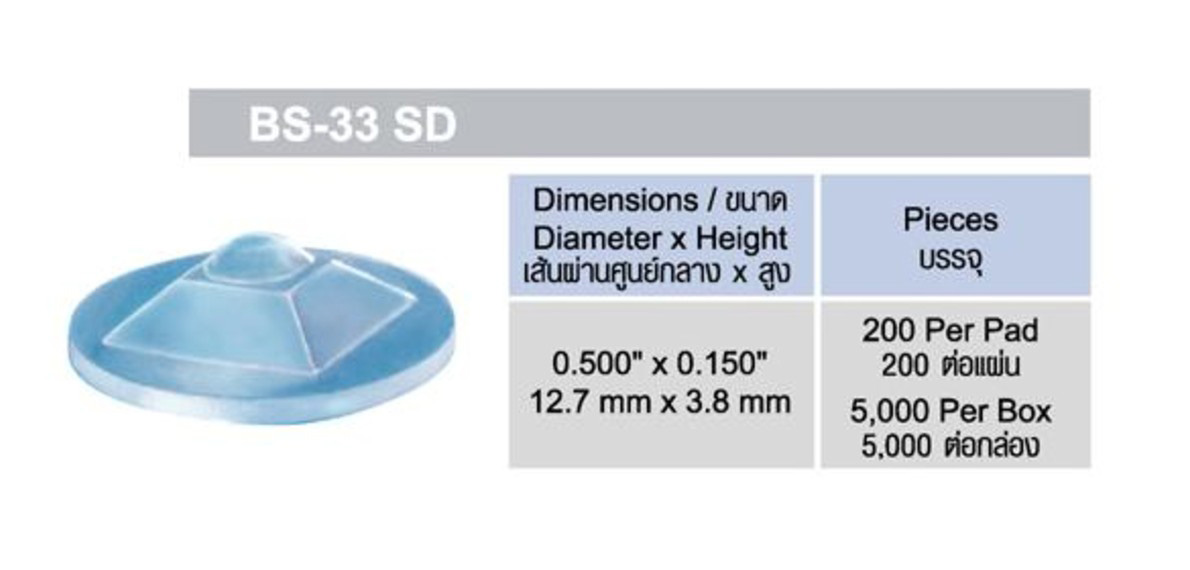 BS-33 SD
Dimensions / ขนาด
Diameter x Height
เส้นผ่านศูนย์กลาง x สูง
Pieces
บรรจุ
0.500" x 0.150"
12.7 mm x 3.8 mm
200 Per Pad
200 ต่อแผ่น
5,000 Per Box
5,000 ต่อกล่อง